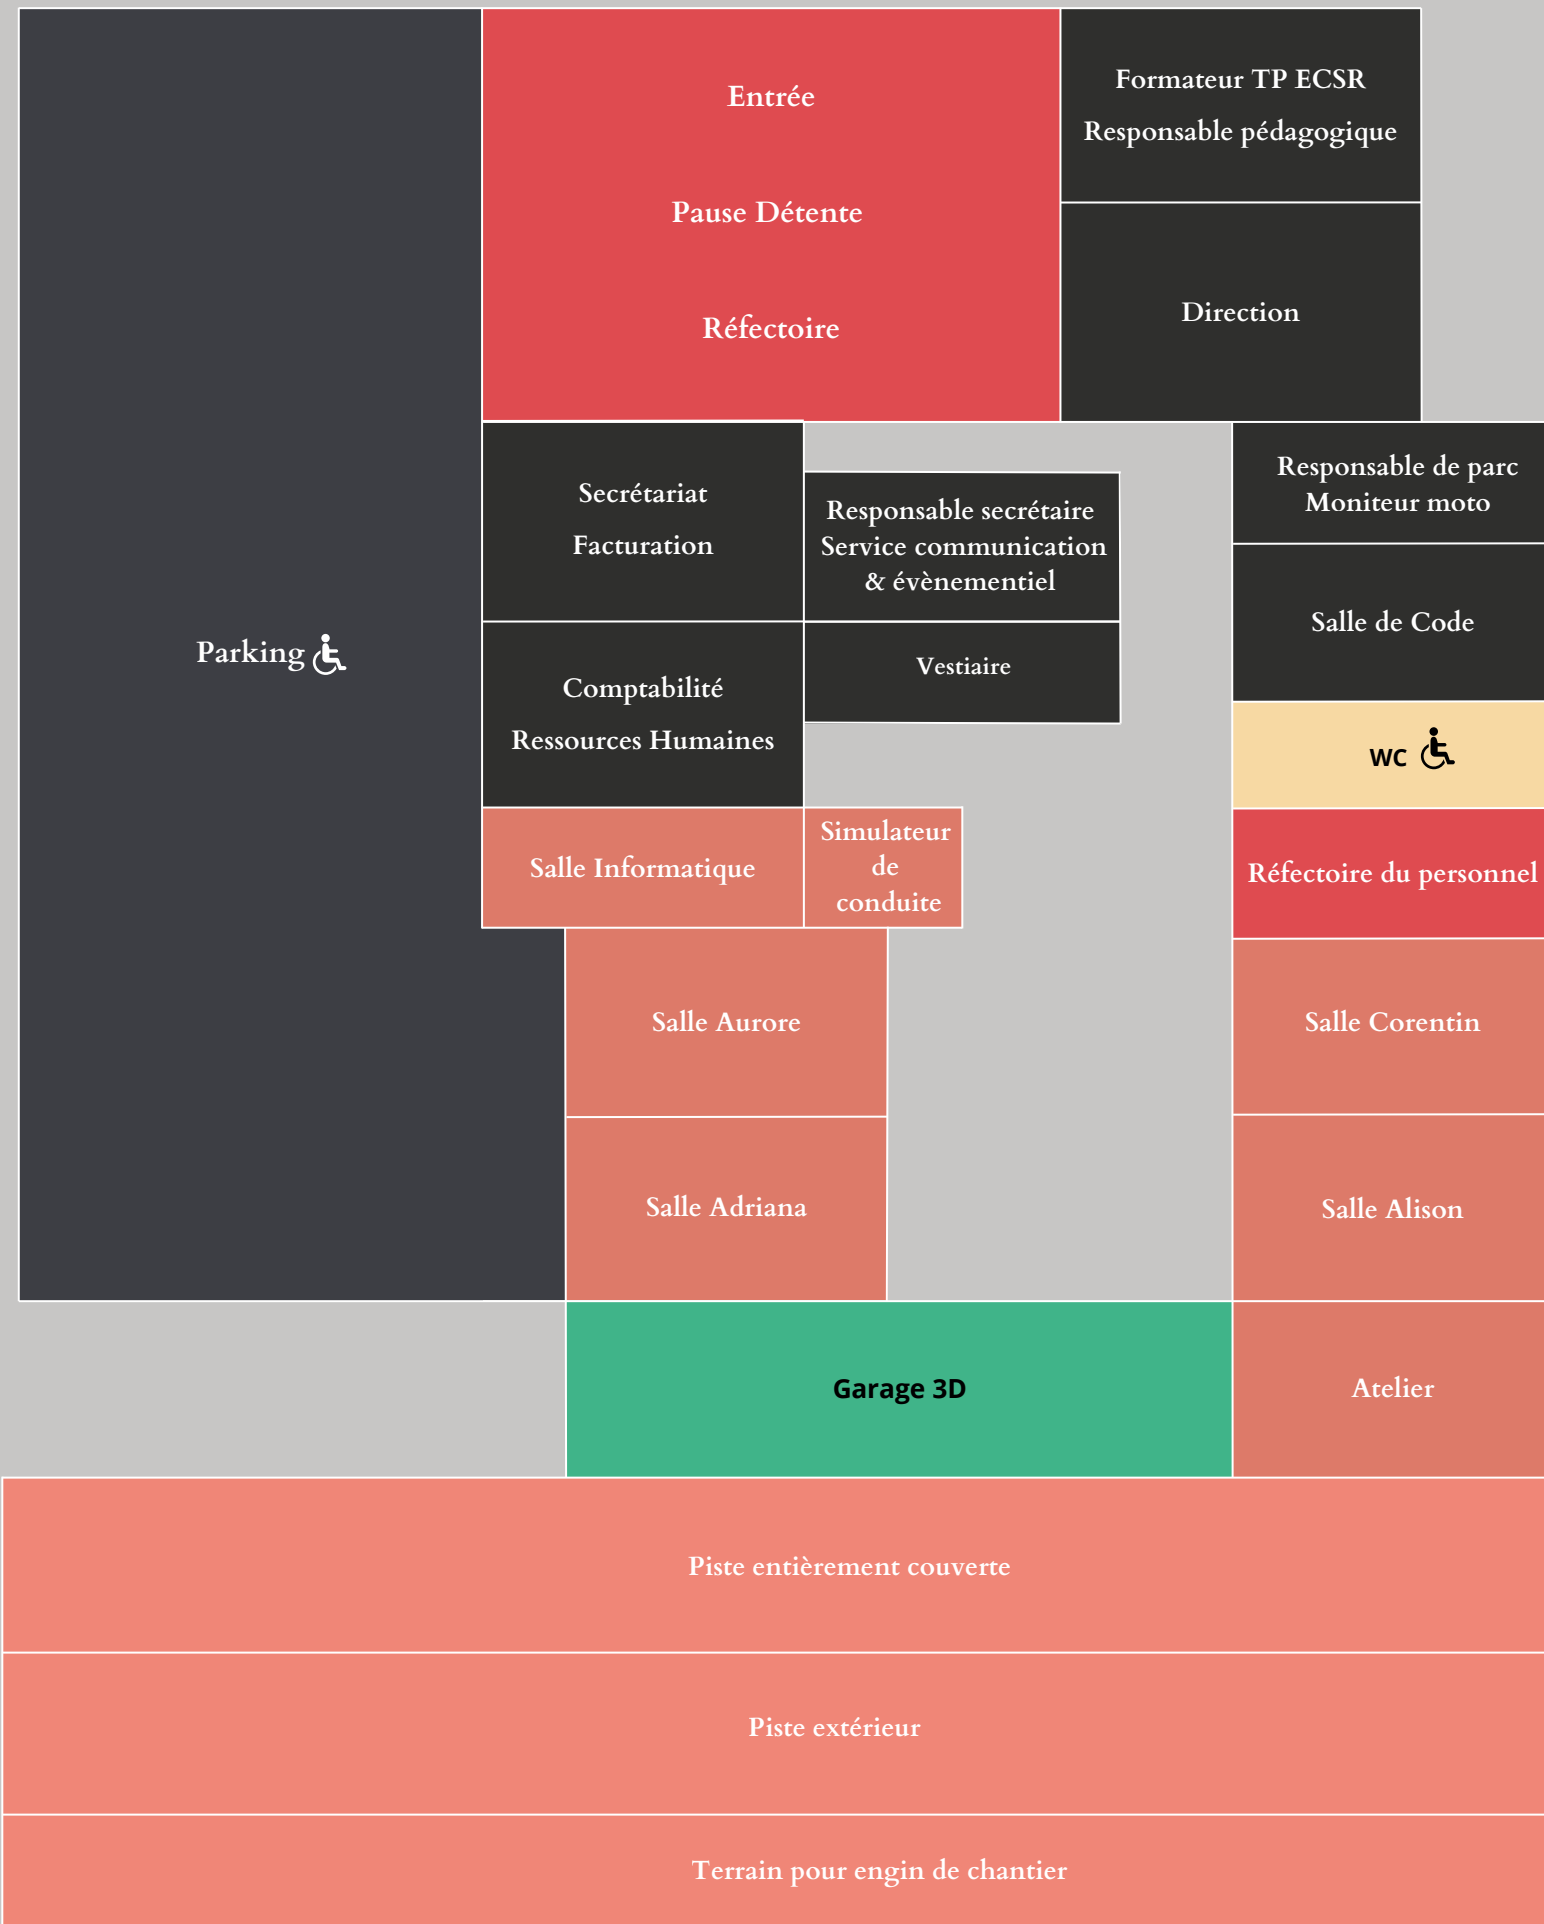 Entrée
Pause Détente
Réfectoire
Formateur TP ECSR
Responsable pédagogique
Direction
Parking
Secrétariat
Facturation
Responsable secrétaire
Service communication
& évènementiel
Comptabilité
Ressources Humaines
Vestiaire
Responsable de parc
Moniteur moto
Salle de Code
WC
Salle Informatique
Simulateur
de
conduite
Réfectoire du personnel
Salle Aurore
Salle Corentin
Salle Adriana
Salle Alison
Garage 3D
Atelier
Piste entièrement couverte
Piste extérieur
Terrain pour engin de chantier